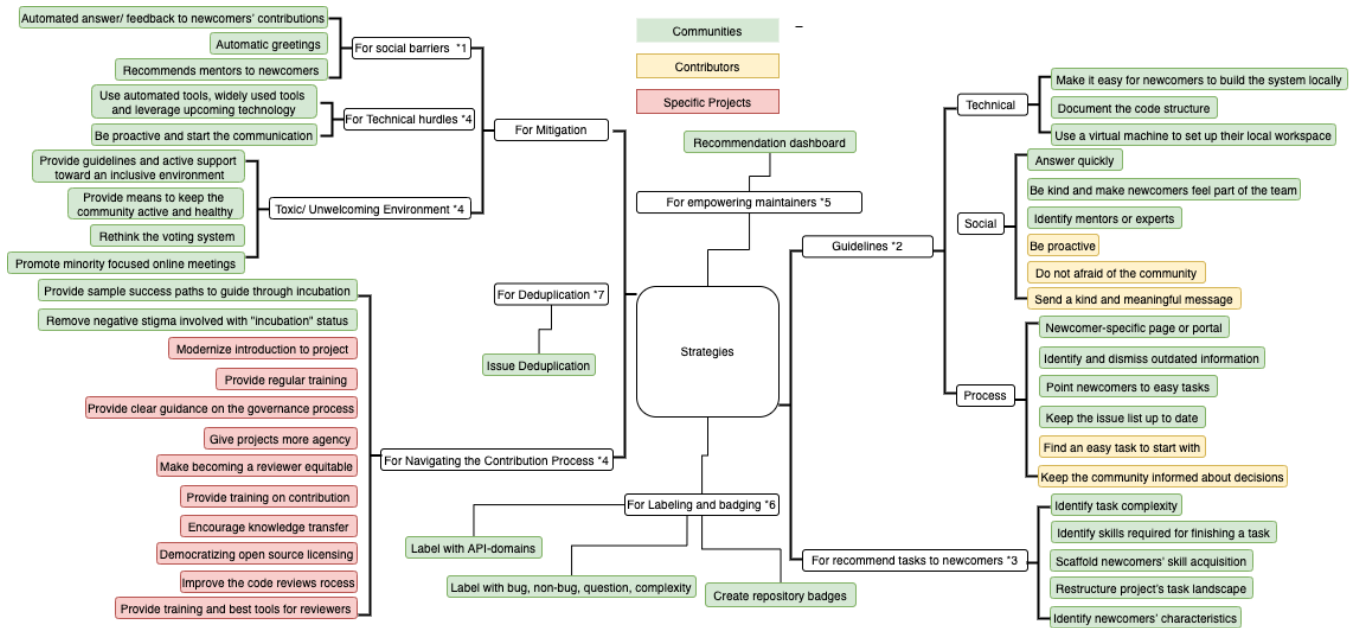 Automated answer/ feedback to newcomers' contributions
Automatic greetings
Recommends mentors to newcomers
For social barriers *1
Use automated tools, widely used tools
and leverage upcoming technology
Be proactive and start the communication
For Technical hurdles *4
For Mitigation
Provide guidelines and active support
toward an inclusive environment
Provide means to keep the
community active and healthy
Rethink the voting system
Promote minority focused online meetings
Toxic/ Unwelcoming Environment *4
Provide sample success paths to guide through incubation
Remove negative stigma involved with "incubation" status
Modernize introduction to project
Provide regular training
Provide clear guidance on the governance process
Give projects more agency
Make becoming a reviewer equitable
Provide training on contribution
Encourage knowledge transfer
Democratizing open source licensing
Improve the code reviews rocess
Provide training and best tools for reviewers
For Navigating the Contribution Process *4
For Deduplication *7
Issue Deduplication
Communities
–
Contributors
Specific Projects
Recommendation dashboard
For empowering maintainers *5
Strategies
For Labeling and badging *6
Label with API-domains
Label with bug, non-bug, question, complexity
Create repository badges
Guidelines *2
Technical
Make it easy for newcomers to build the system locally
Document the code structure
Use a virtual machine to set up their local workspace
Social
Answer quickly
Be kind and make newcomers feel part of the team
Identify mentors or experts
Be proactive
Do not afraid of the community
Send a kind and meaningful message
Process
Newcomer-specific page or portal
Identify and dismiss outdated information
Point newcomers to easy tasks
Keep the issue list up to date
Find an easy task to start with
Keep the community informed about decisions
For recommend tasks to newcomers *3
Identify task complexity
Identify skills required for finishing a task
Scaffold newcomers' skill acquisition
Restructure project's task landscape
Identify newcomers' characteristics